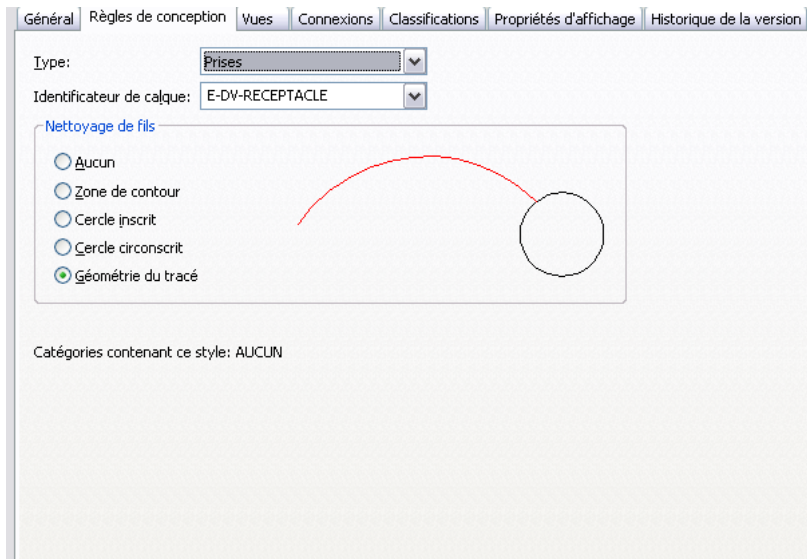 Général Règles de conception Vues Connexions Classifications Propriétés d'affichage Historique de la version
Type: Prises
Identificateur de calque: E-DV-RECEPTACLE
Nettoyage de fils
Aucun
Zone de contour
Cercle inscrit
Cercle circonscrit
Géométrie du tracé
Catégories contenant ce style: AUCUN